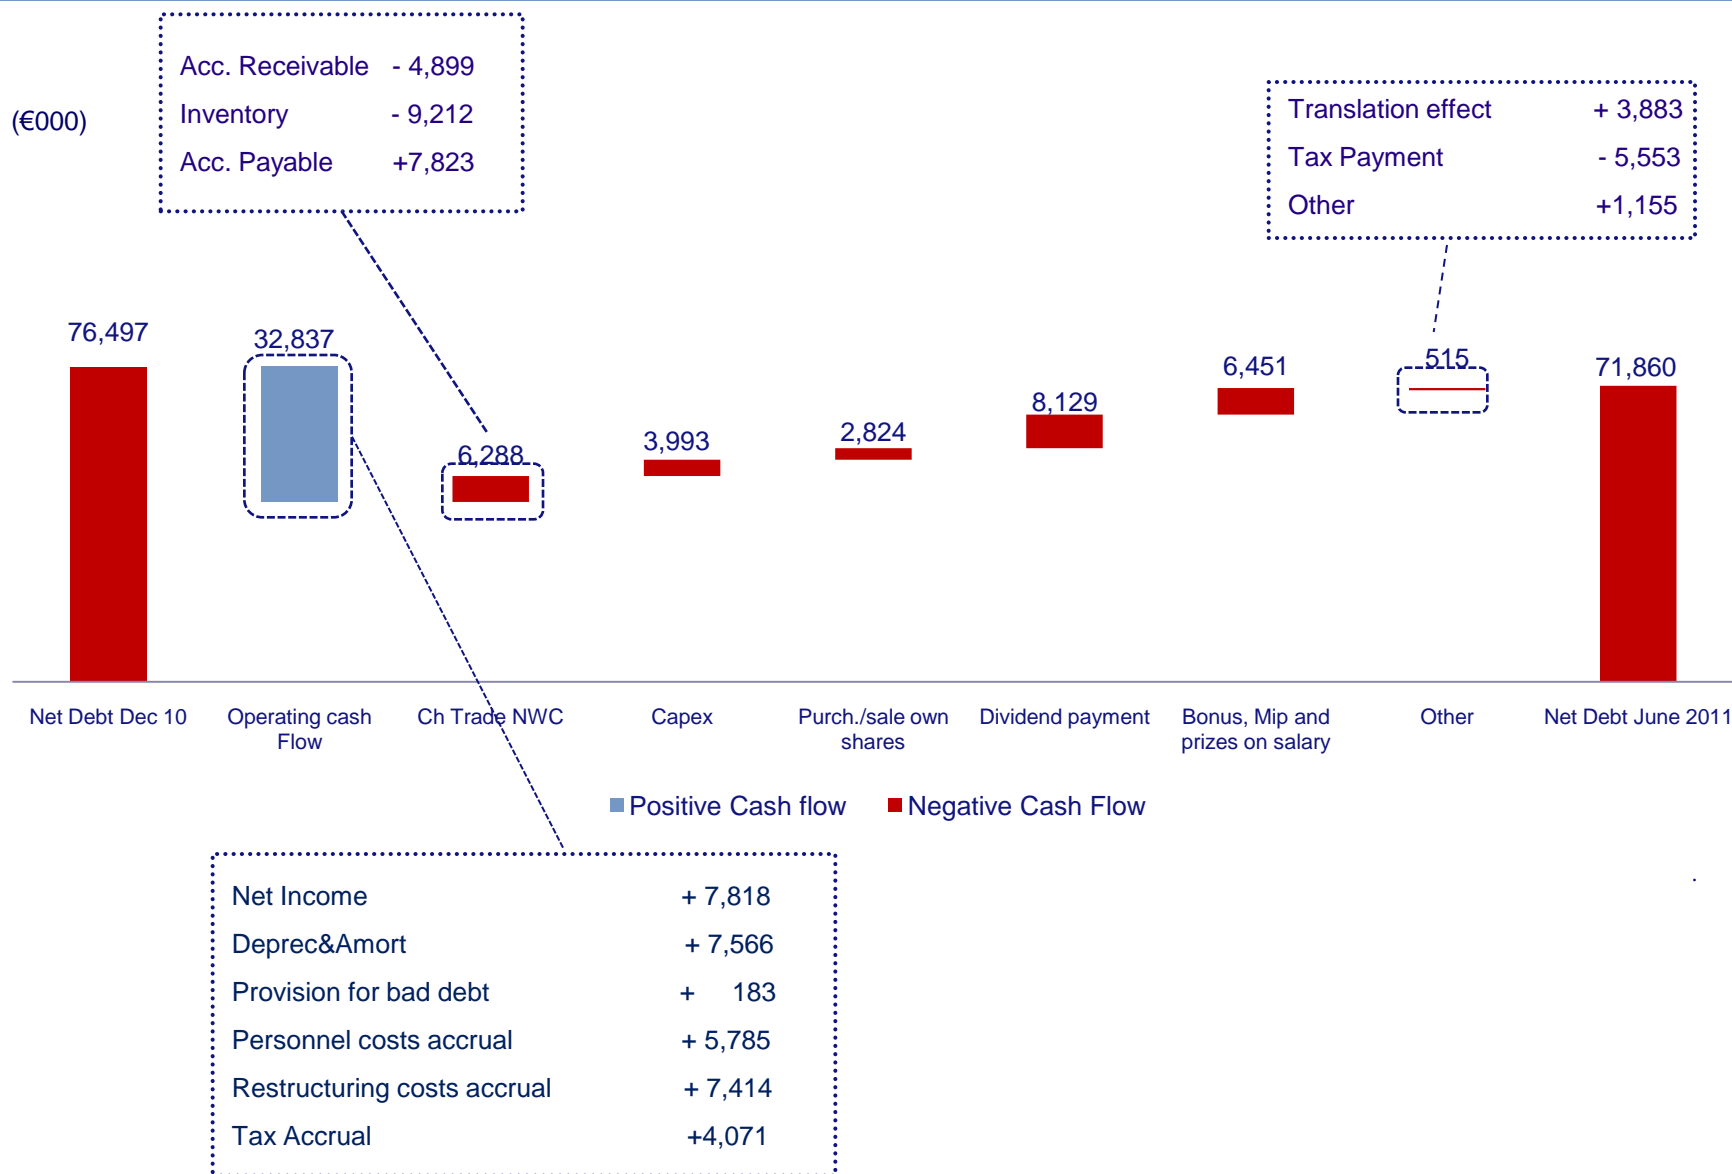 Acc. Receivable - 4,899
Inventory - 9,212
Acc. Payable +7,823
(€000)
Translation effect + 3,883
Tax Payment - 5,553
Other +1,155
76,497
32,837
6,288
3,993
2,824
8,129
6,451
515
71,860
Net Debt Dec 10
Operating cash
Flow
Ch Trade NWC
Capex
Purch./sale own
shares
Dividend payment
Bonus, Mip and
prizes on salary
Other
Net Debt June 2011
Positive Cash flow
Negative Cash Flow
Net Income + 7,818
Deprec&Amort + 7,566
Provision for bad debt + 183
Personnel costs accrual + 5,785
Restructuring costs accrual + 7,414
Tax Accrual +4,071
.